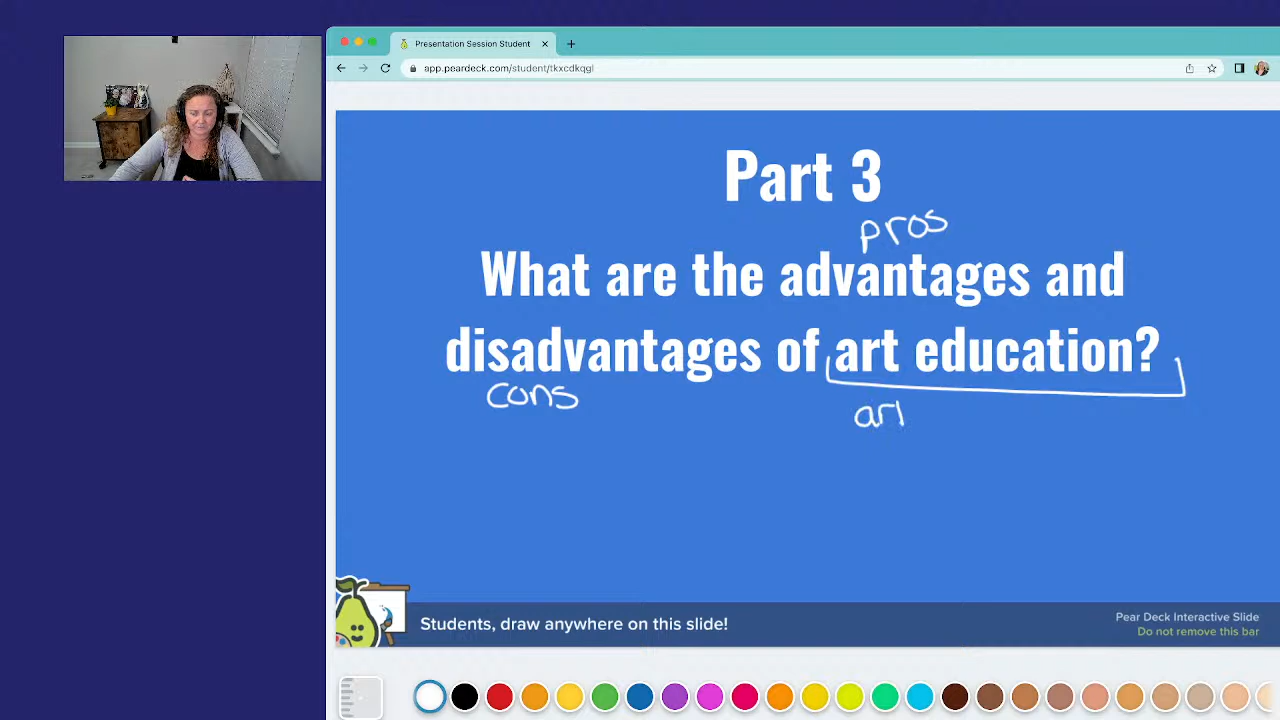 Presentation Session Student
app.peardeck.com/student/tkxcdkqgl
Part 3
pros
What are the advantages and
disadvantages of art education?
cons
Students, draw anywhere on this slide!
Pear Deck Interactive Slide
Do not remove this bar